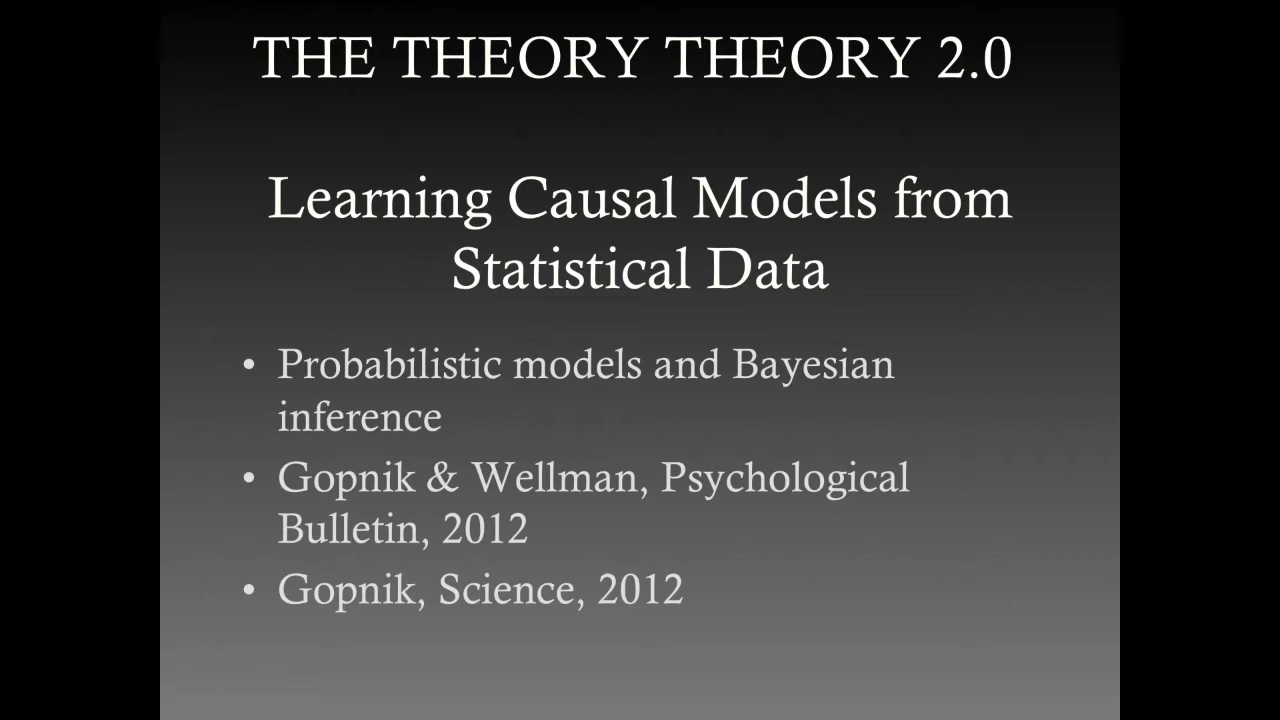 THE THEORY THEORY 2.0
Learning Causal Models from
Statistical Data
• Probabilistic models and Bayesian
inference
• Gopnik & Wellman, Psychological
Bulletin, 2012
• Gopnik, Science, 2012